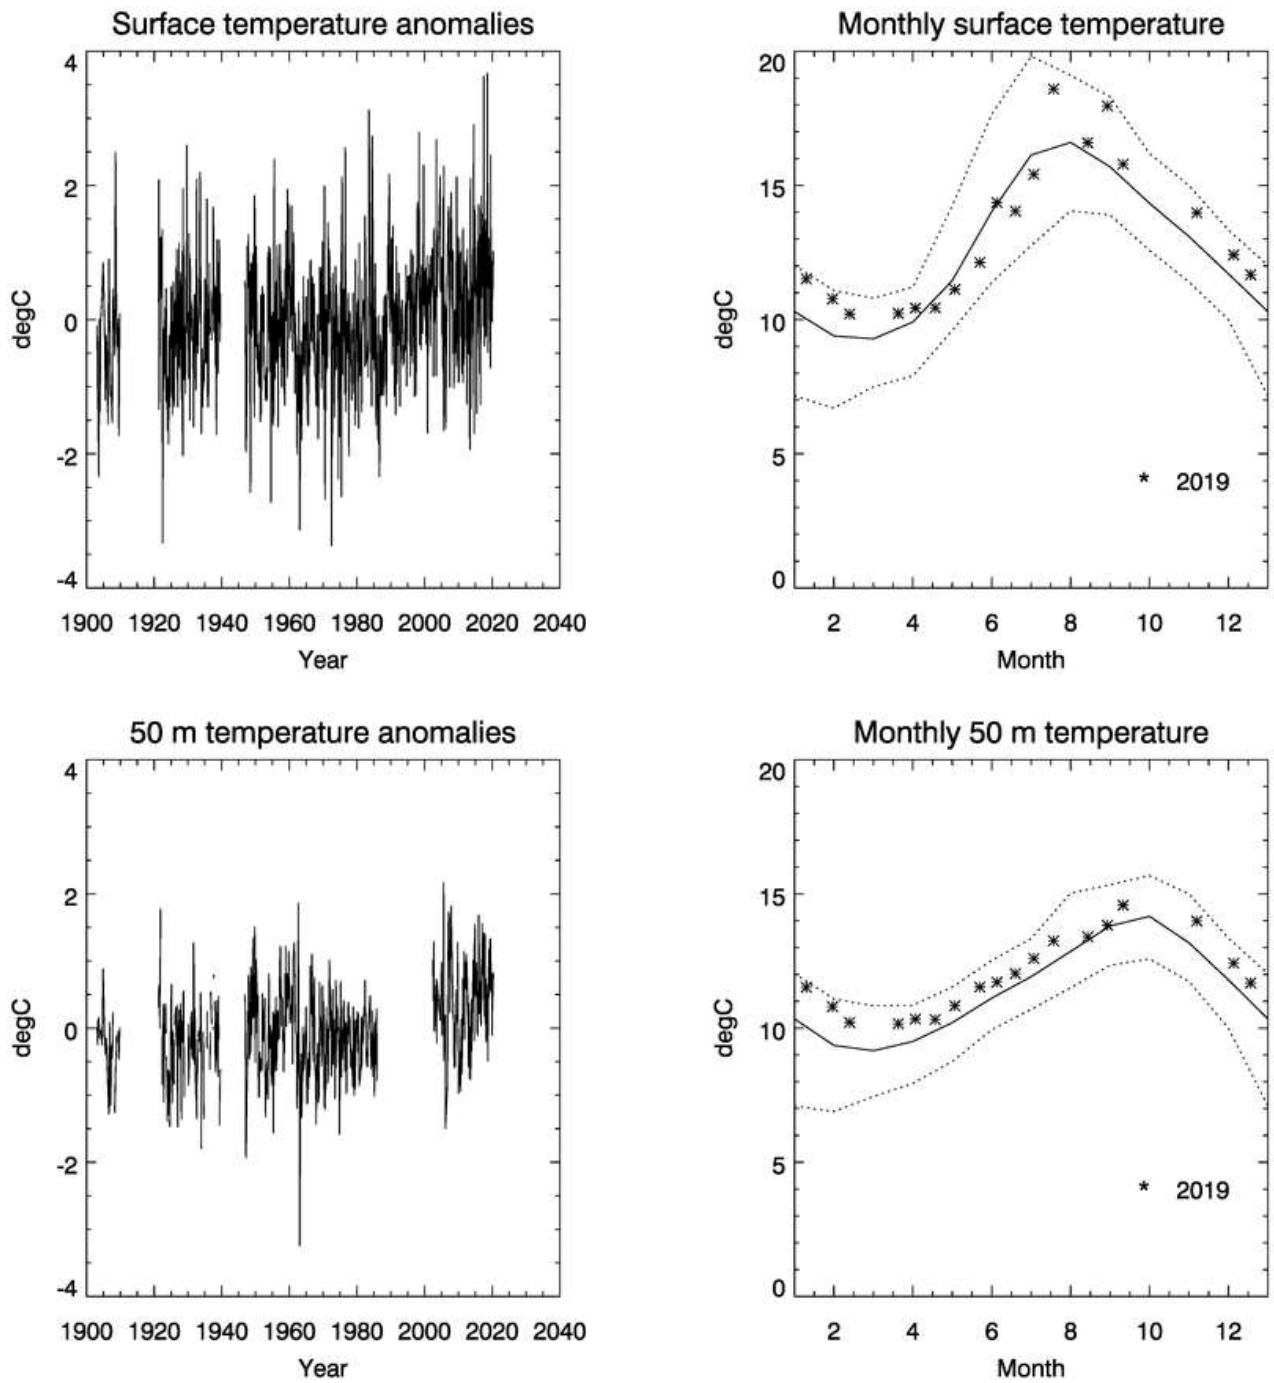 Surface temperature anomalies
4
2
0
-2
-4
degC
1900 1920 1940 1960 1980 2000 2020 2040
Year
Monthly surface temperature
20
15
10
5
0
degC
* 2019
2 4 6 8 10 12
Month
50 m temperature anomalies
4
2
0
-2
-4
degC
1900 1920 1940 1960 1980 2000 2020 2040
Year
Monthly 50 m temperature
20
15
10
5
0
degC
* 2019
2 4 6 8 10 12
Month